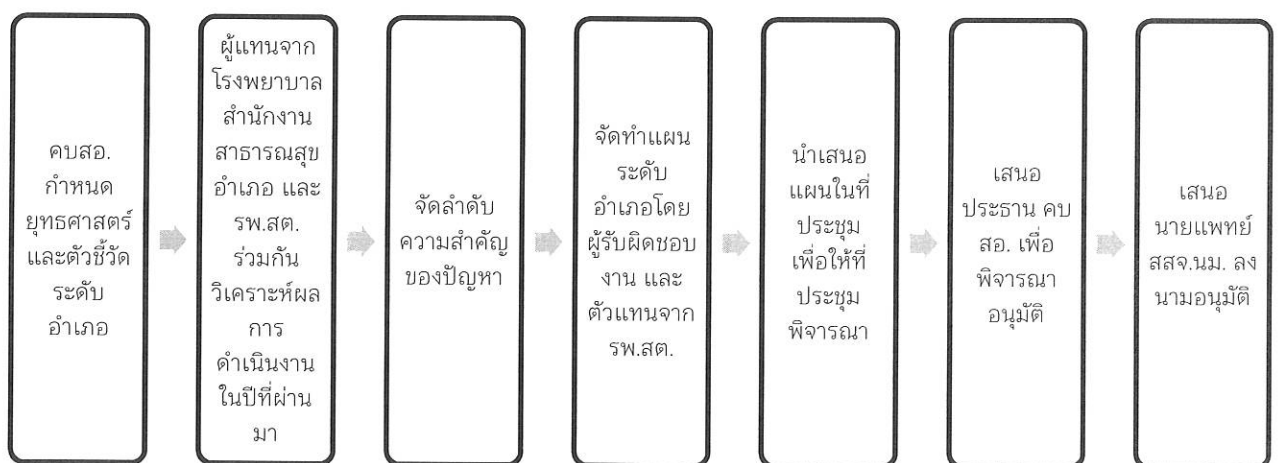 คบสอ.
กำหนด
ยุทธศาสตร์
และตัวชี้วัด
ระดับ
อำเภอ
ผู้แทนจาก
โรงพยาบาล
สำนักงาน
สาธารณสุข
อำเภอ และ
รพ.สต.
ร่วมกัน
วิเคราะห์ผล
การ
ดำเนินงาน
ในปีที่ผ่าน
มา
จัดลำดับ
ความสำคัญ
ของปัญหา
จัดทำแผน
ระดับ
อำเภอโดย
ผู้รับผิดชอบ
งาน และ
ตัวแทนจาก
รพ.สต.
นำเสนอ
แผนในที่
ประชุม
เพื่อให้ที่
ประชุม
พิจารณา
เสนอ
ประธาน คบ
สอ. เพื่อ
พิจารณา
อนุมัติ
เสนอ
นายแพทย์
สสจ.นม. ลง
นามอนุมัติ